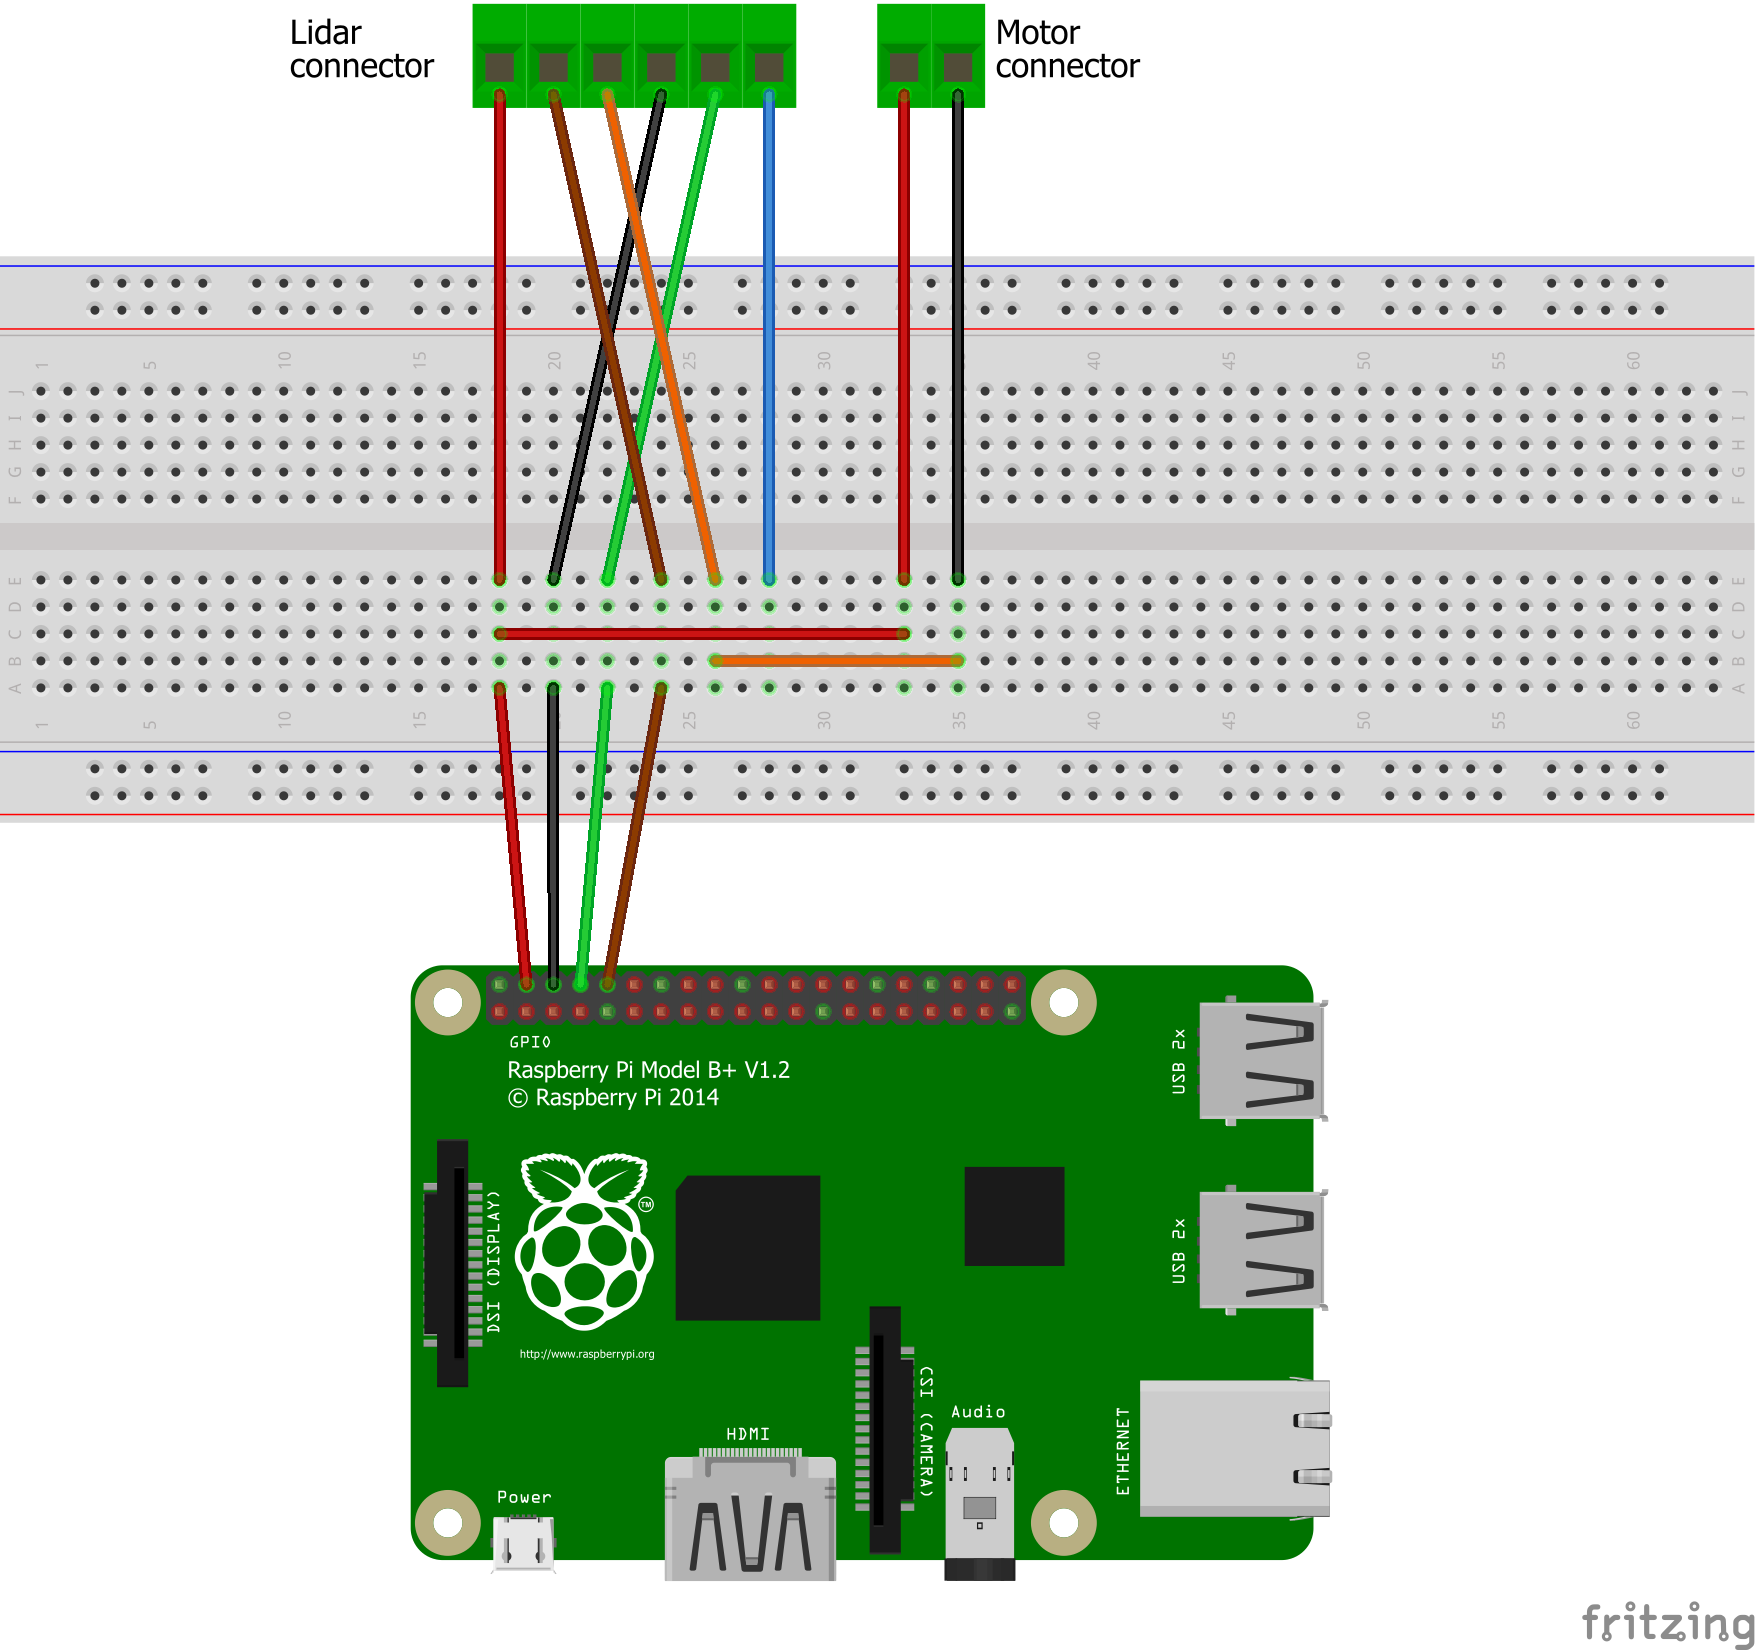 Lidar
connector
Motor
connector
1 5 10 15 20 25 30 40 45 50 55 60
J J
I I
H H
G G
F F
E E
D D
C C
B B
A A
1 5 10 15 25 30 35 40 45 50 55 60
GPIO
Raspberry Pi Model B+ V1.2
© Raspberry Pi 2014
USB 2x
DSI (DISPLAY)
TM
USB 2x
http://www.raspberrypi.org
CSI (CAMERA)
Audio
ETHERNET
HDMI
Power
fritzing